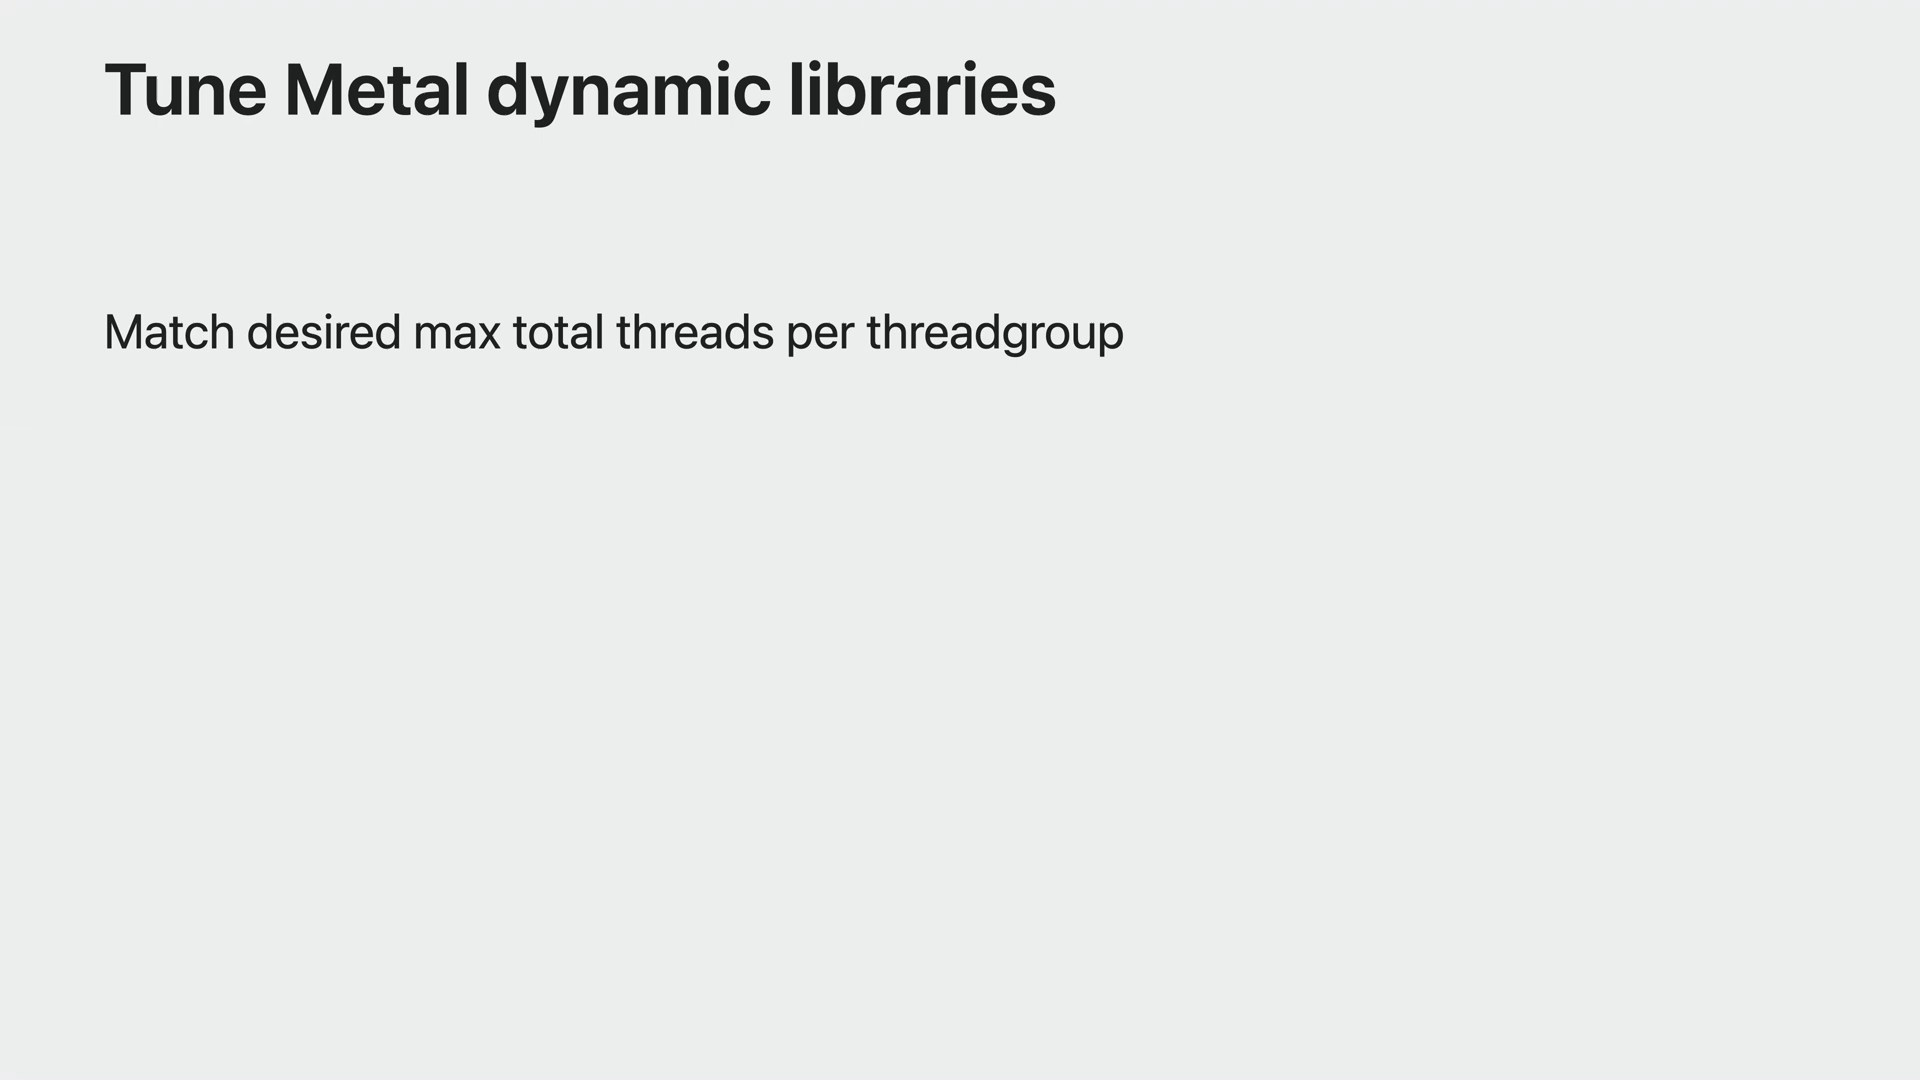 Tune Metal dynamic libraries
Match desired max total threads per threadgroup